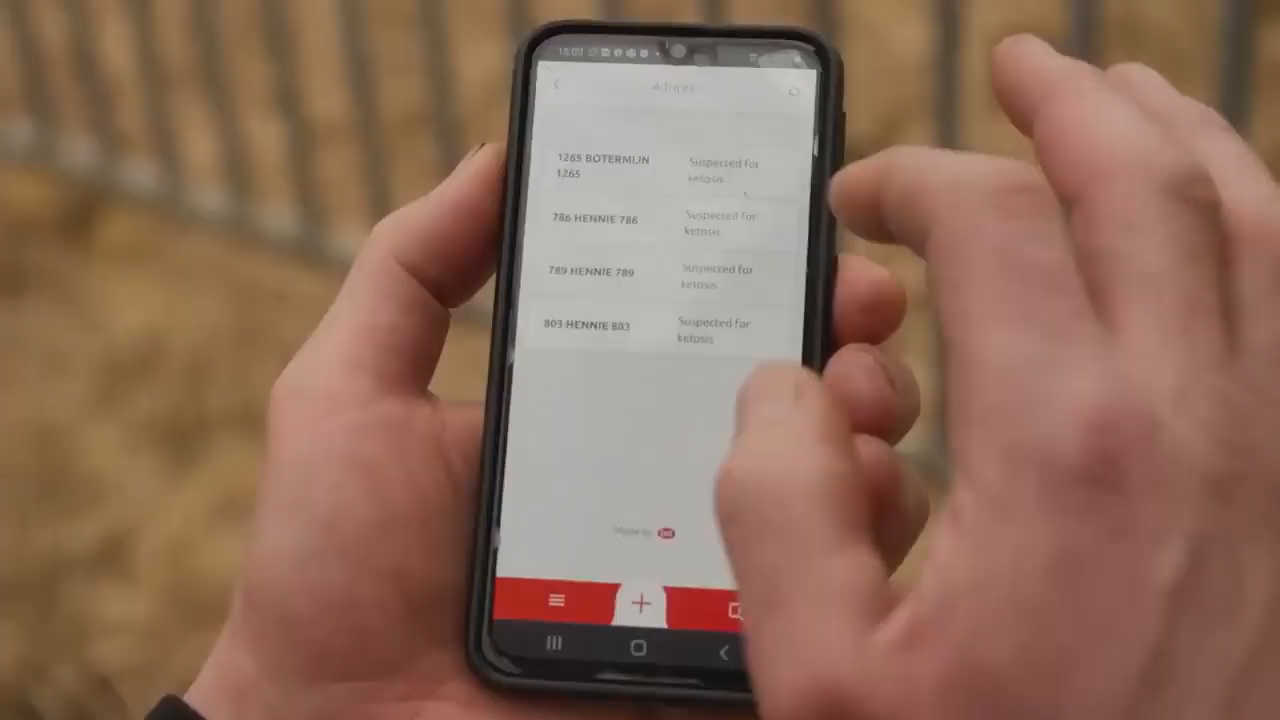 1265 BOTERMIJN
1265
Suspected for
ketosis
786 HENNIE 786
Suspected for
ketosis
789 HENNIE 789
Suspected for
ketosis
803 HENNIE 803
Suspected for
ketosis